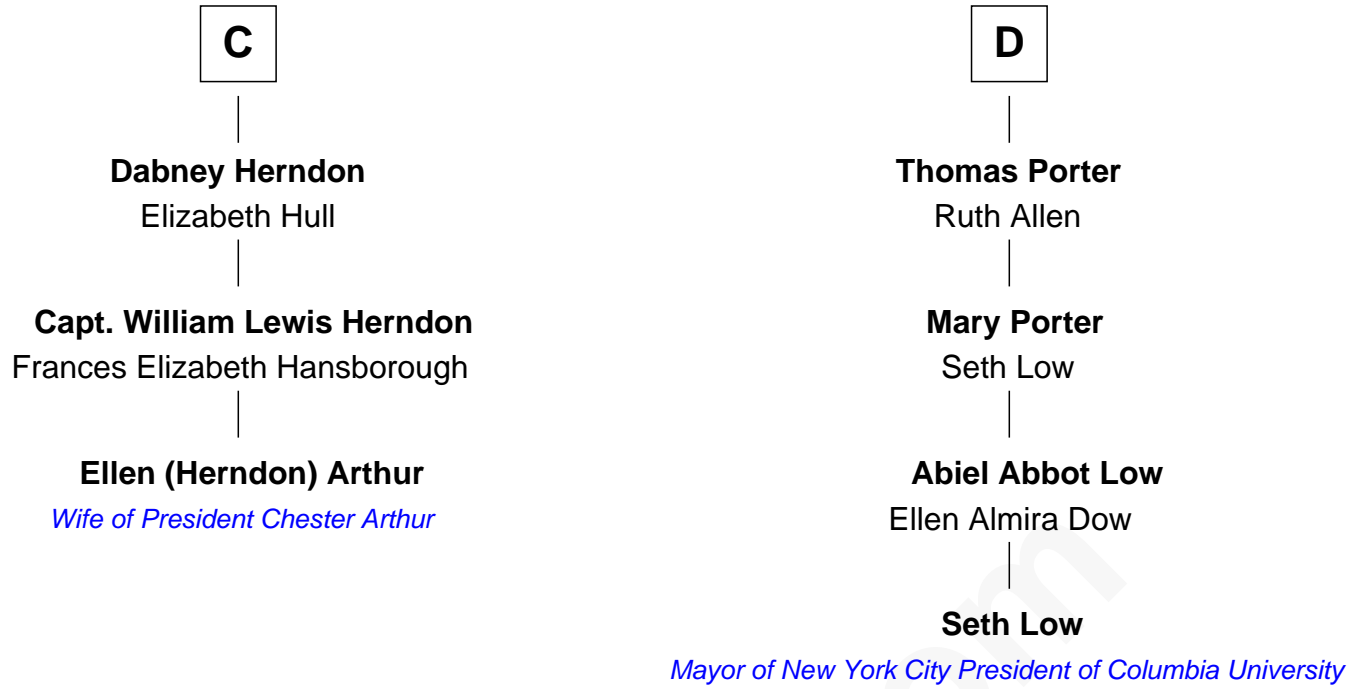 C
Dabney Herndon
Elizabeth Hull
Capt. William Lewis Herndon
Frances Elizabeth Hansborough
Ellen (Herndon) Arthur
Wife of President Chester Arthur
D
Thomas Porter
Ruth Allen
Mary Porter
Seth Low
Abiel Abbot Low
Ellen Almira Dow
Seth Low
Mayor of New York City President of Columbia University
om